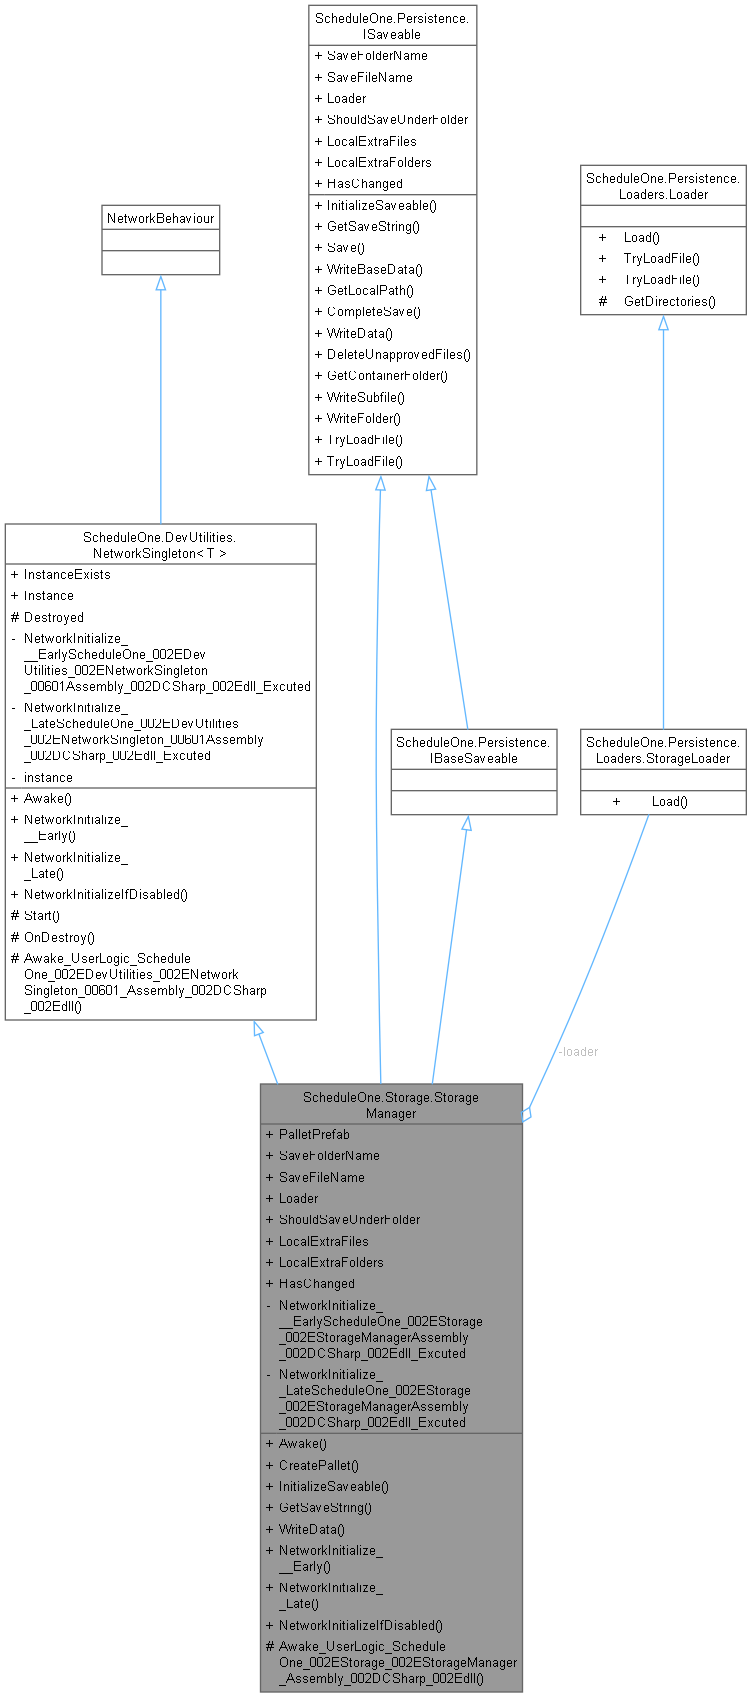 ScheduleOne.Persistence.
ISaveable
+ SaveFolderName
+ SaveFileName
+ Loader
+ ShouldSaveUnderFolder
+ LocalExtraFiles
+ LocalExtraFolders
+ HasChanged
+ InitializeSaveable()
+ GetSaveString()
+ Save()
+ WriteBaseData()
+ GetLocalPath()
+ CompleteSave()
+ WriteData()
+ DeleteUnapprovedFiles()
+ GetContainerFolder()
+ WriteSubfile()
+ WriteFolder()
+ TryLoadFile()
+ TryLoadFile()
ScheduleOne.Persistence.
Loaders.Loader
+ Load()
+ TryLoadFile()
+ TryLoadFile()
# GetDirectories()
NetworkBehaviour
ScheduleOne.DevUtilities.
NetworkSingleton< T >
+ InstanceExists
+ Instance
# Destroyed
- NetworkInitialize_
__EarlyScheduleOne_002EDev
Utilities_002ENetworkSingleton
_00601Assembly_002DCSharp_002Edll_Excuted
- NetworkInitialize_
_LateScheduleOne_002EDevUtilities
_002ENetworkSingleton_00601Assembly
_002DCSharp_002Edll_Excuted
- instance
+ Awake()
+ NetworkInitialize_
__Early()
+ NetworkInitialize_
_Late()
+ NetworkInitializeIfDisabled()
# Start()
# OnDestroy()
# Awake_UserLogic_Schedule
One_002EDevUtilities_002ENetwork
Singleton_00601_Assembly_002DCSharp
_002Edll()
ScheduleOne.Persistence.
IBaseSaveable
ScheduleOne.Persistence.
Loaders.StorageLoader
+ Load()
-loader
ScheduleOne.Storage.Storage
Manager
+ PalletPrefab
+ SaveFolderName
+ SaveFileName
+ Loader
+ ShouldSaveUnderFolder
+ LocalExtraFiles
+ LocalExtraFolders
+ HasChanged
- NetworkInitialize_
__EarlyScheduleOne_002EStorage
_002EStorageManagerAssembly
_002DCSharp_002Edll_Excuted
- NetworkInitialize_
_LateScheduleOne_002EStorage
_002EStorageManagerAssembly
_002DCSharp_002Edll_Excuted
+ Awake()
+ CreatePallet()
+ InitializeSaveable()
+ GetSaveString()
+ WriteData()
+ NetworkInitialize_
__Early()
+ NetworkInitialize_
_Late()
+ NetworkInitializeIfDisabled()
# Awake_UserLogic_Schedule
One_002EStorage_002EStorageManager
_Assembly_002DCSharp_002Edll()